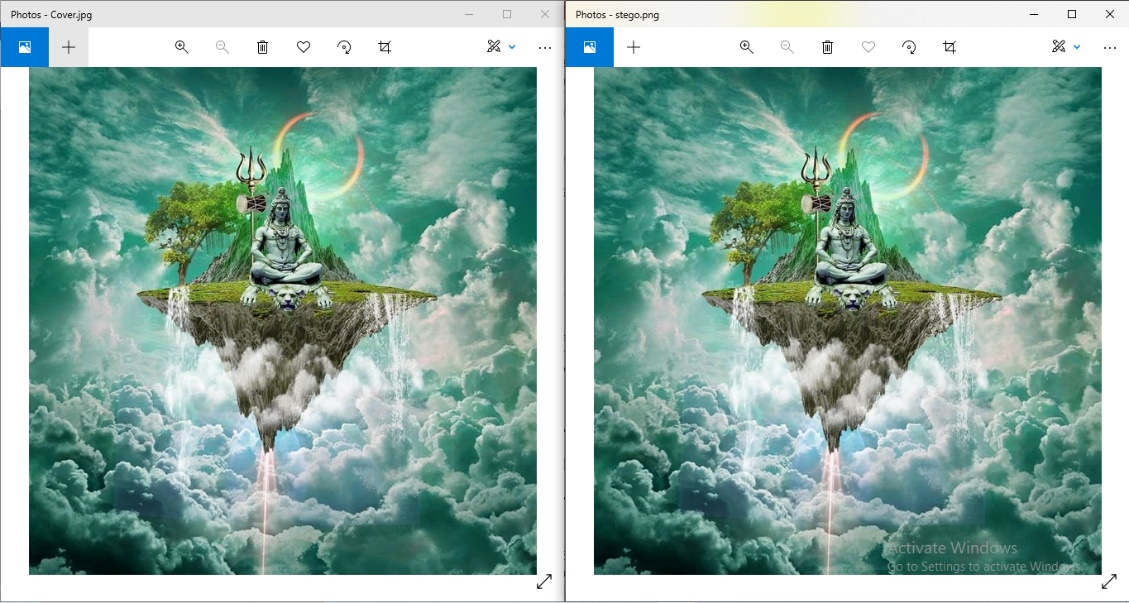 Photos - Cover.jpg
Photos - stego.png
Activate Windows
Go to Settings to activate Windows.